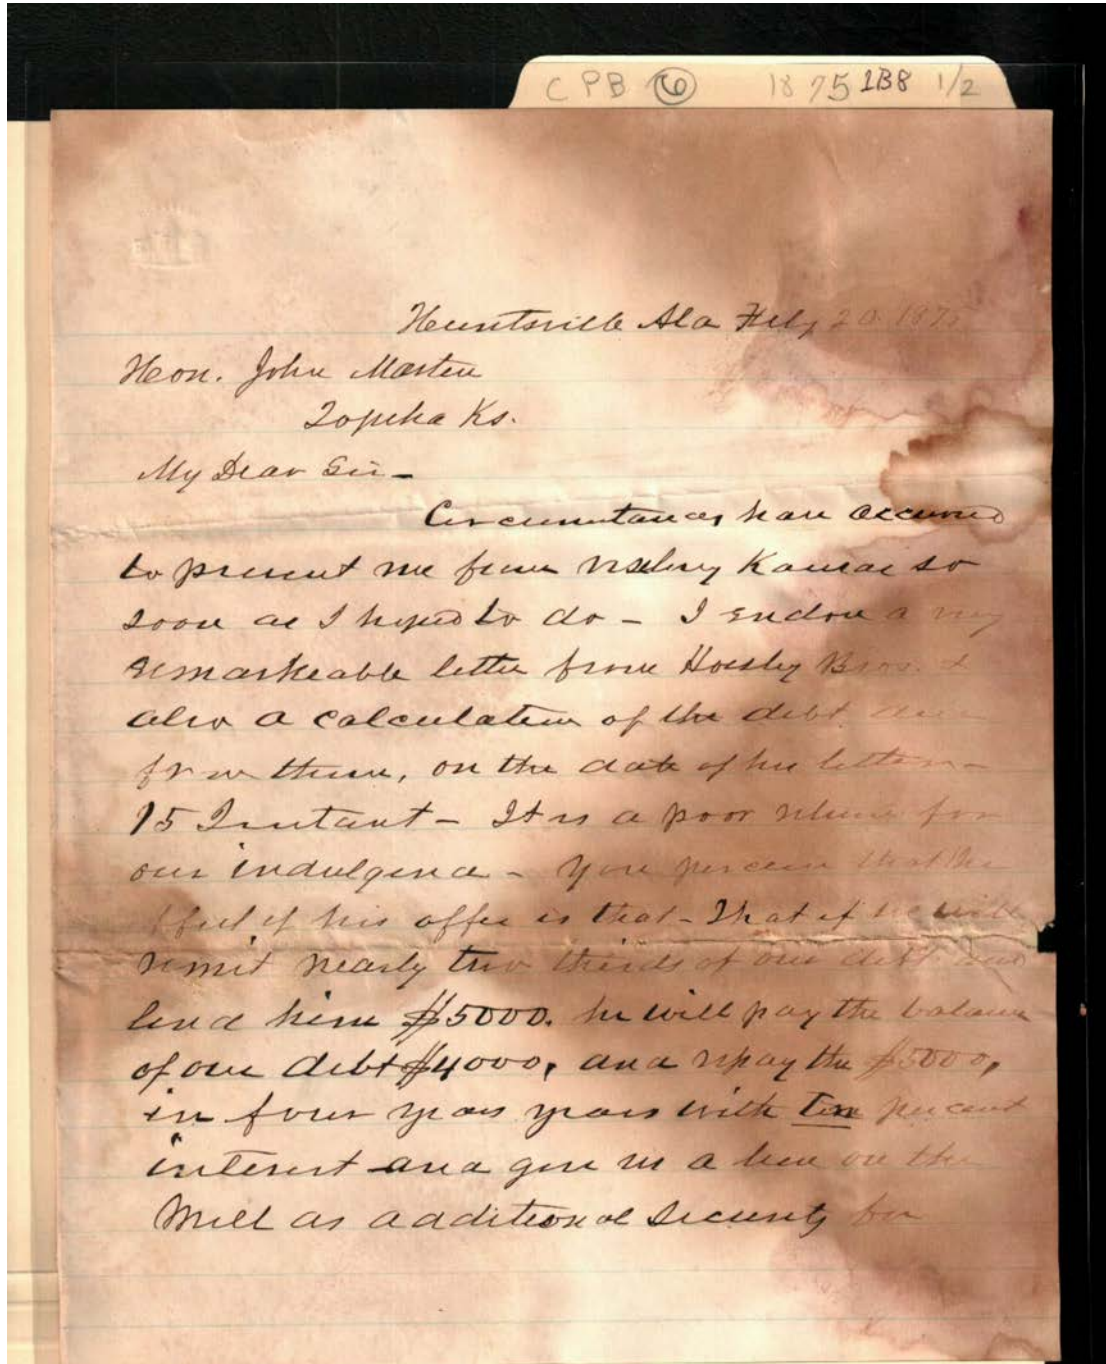 CPB 6 1875 1B8 1/2
Huntsville Ala Feby 20 187
Hon. John Martin
Topeka Ks.
My Dear Sir-
Circumstances have occurred
to prevent me from visiting Kansas so
soon as I hoped to do - I enclose a very
remarkeable letter from Bros. &
also a calculation of the debt due
from them, on the date of his letter-
15 Instant - It is a poor return for
our indulgence - You perceive that the
effect of his offer is that - That if we will
remit nearly two thirds of our debt and
lend him $5000. he will pay the balance
of our debt $4000, and repay the $5000,
in four years years with ten percent
interest and give us a lien on the
Mill as additional security for